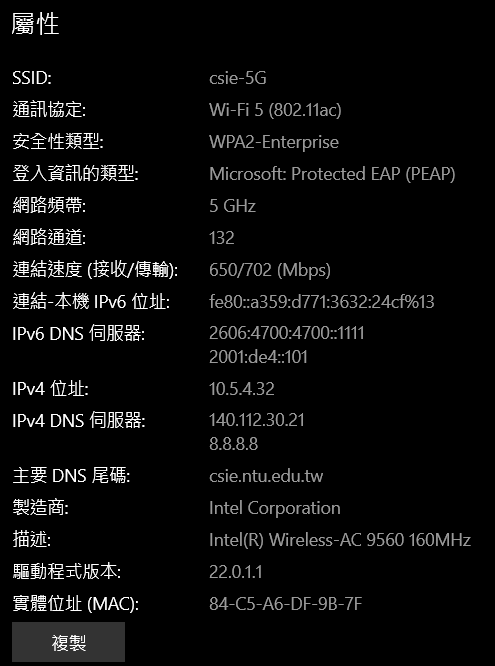 屬性
SSID: csie-5G
通訊協定: Wi-Fi 5 (802.11ac)
安全性類型: WPA2-Enterprise
登入資訊的類型: Microsoft: Protected EAP (PEAP)
網路頻帶: 5 GHz
網路通道: 132
連結速度 (接收/傳輸): 650/702 (Mbps)
連結-本機 IPv6 位址: fe80::a359:d771:3632:24cf%13
IPv6 DNS 伺服器: 2606:4700:4700::1111
2001:de4::101
IPv4 位址: 10.5.4.32
IPv4 DNS 伺服器: 140.112.30.21
8.8.8.8
主要 DNS 尾碼: csie.ntu.edu.tw
製造商: Intel Corporation
描述: Intel(R) Wireless-AC 9560 160MHz
驅動程式版本: 22.0.1.1
實體位址 (MAC): 84-C5-A6-DF-9B-7F
複製